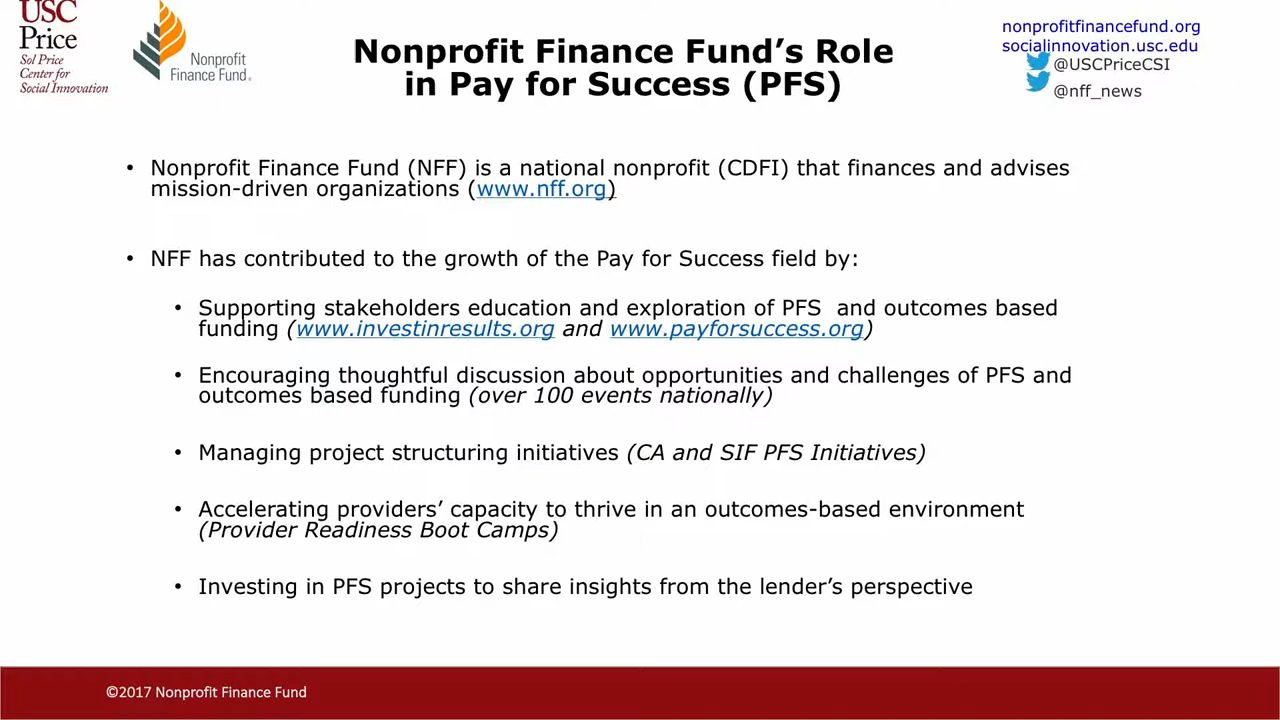 USC
Price
Sol Price
Center for
Social Innovation
Nonprofit
Finance Fund®
Nonprofit Finance Fund’s Role
in Pay for Success (PFS)
nonprofitfinancefund.org
socialinnovation.usc.edu
@USCPriceCSI
@nff_news
• Nonprofit Finance Fund (NFF) is a national nonprofit (CDFI) that finances and advises
mission-driven organizations (www.nff.org)
• NFF has contributed to the growth of the Pay for Success field by:
• Supporting stakeholders education and exploration of PFS and outcomes based
funding (www.investinresults.org and www.payforsuccess.org)
• Encouraging thoughtful discussion about opportunities and challenges of PFS and
outcomes based funding (over 100 events nationally)
• Managing project structuring initiatives (CA and SIF PFS Initiatives)
• Accelerating providers’ capacity to thrive in an outcomes-based environment
(Provider Readiness Boot Camps)
• Investing in PFS projects to share insights from the lender’s perspective
©2017 Nonprofit Finance Fund